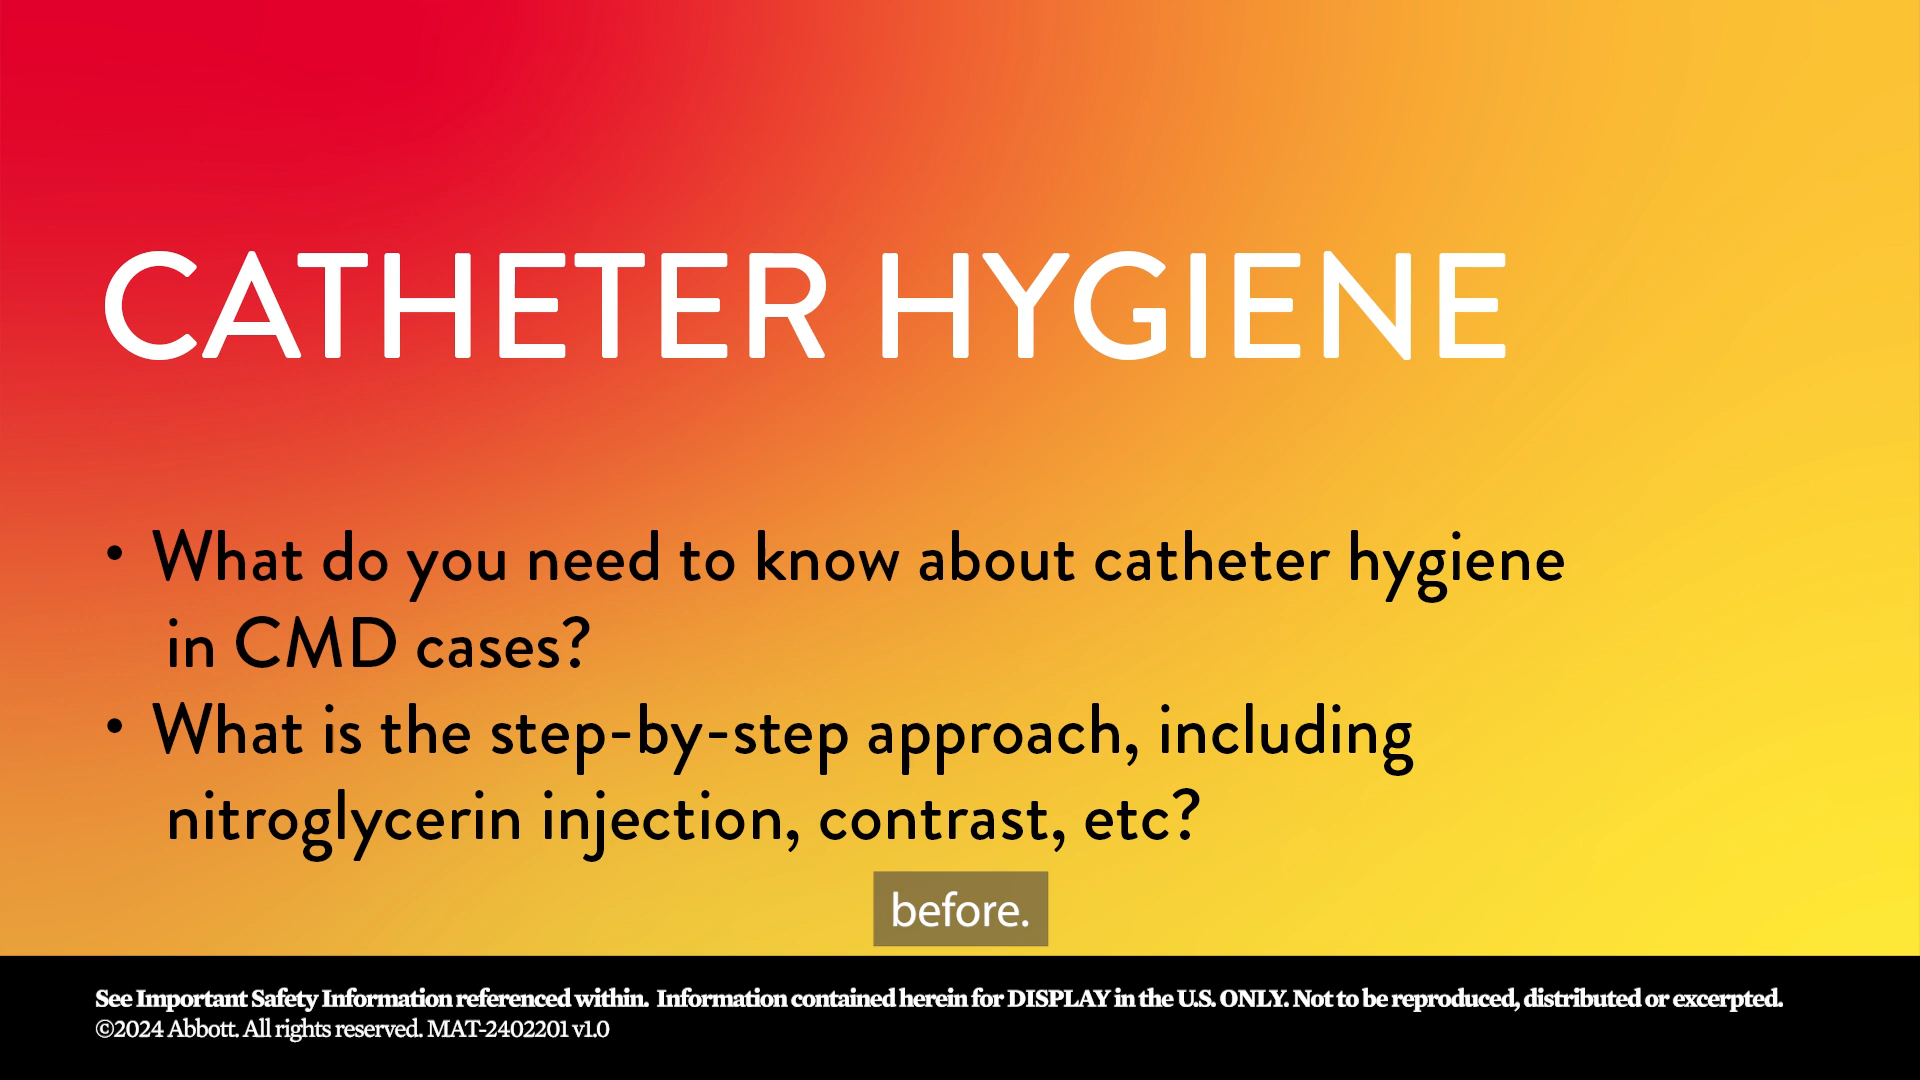 CATHETER HYGIENE
• What do you need to know about catheter hygiene
in CMD cases?
• What is the step-by-step approach, including
nitroglycerin injection, contrast, etc?
before.
See Important Safety Information referenced within. Information contained herein for DISPLAY in the U.S. ONLY. Not to be reproduced, distributed or excerpted.
©2024 Abbott. All rights reserved. MAT-2402201 v1.0